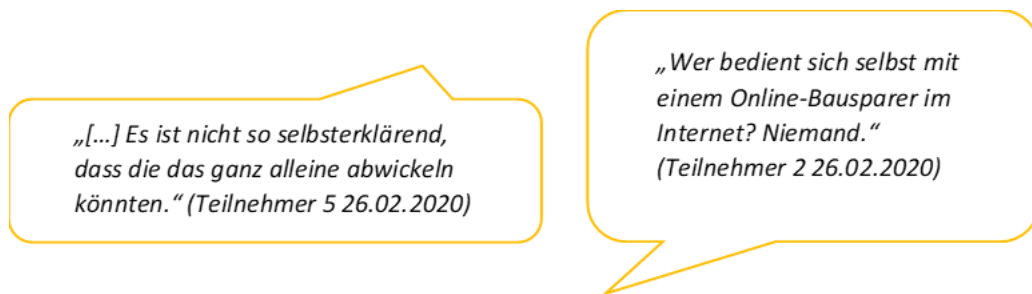 „[…] Es ist nicht so selbsterklärend,
dass die das ganz alleine abwickeln
könnten.“ (Teilnehmer 5 26.02.2020)
„Wer bedient sich selbst mit
einem Online-Bausparer im
Internet? Niemand.“
(Teilnehmer 2 26.02.2020)